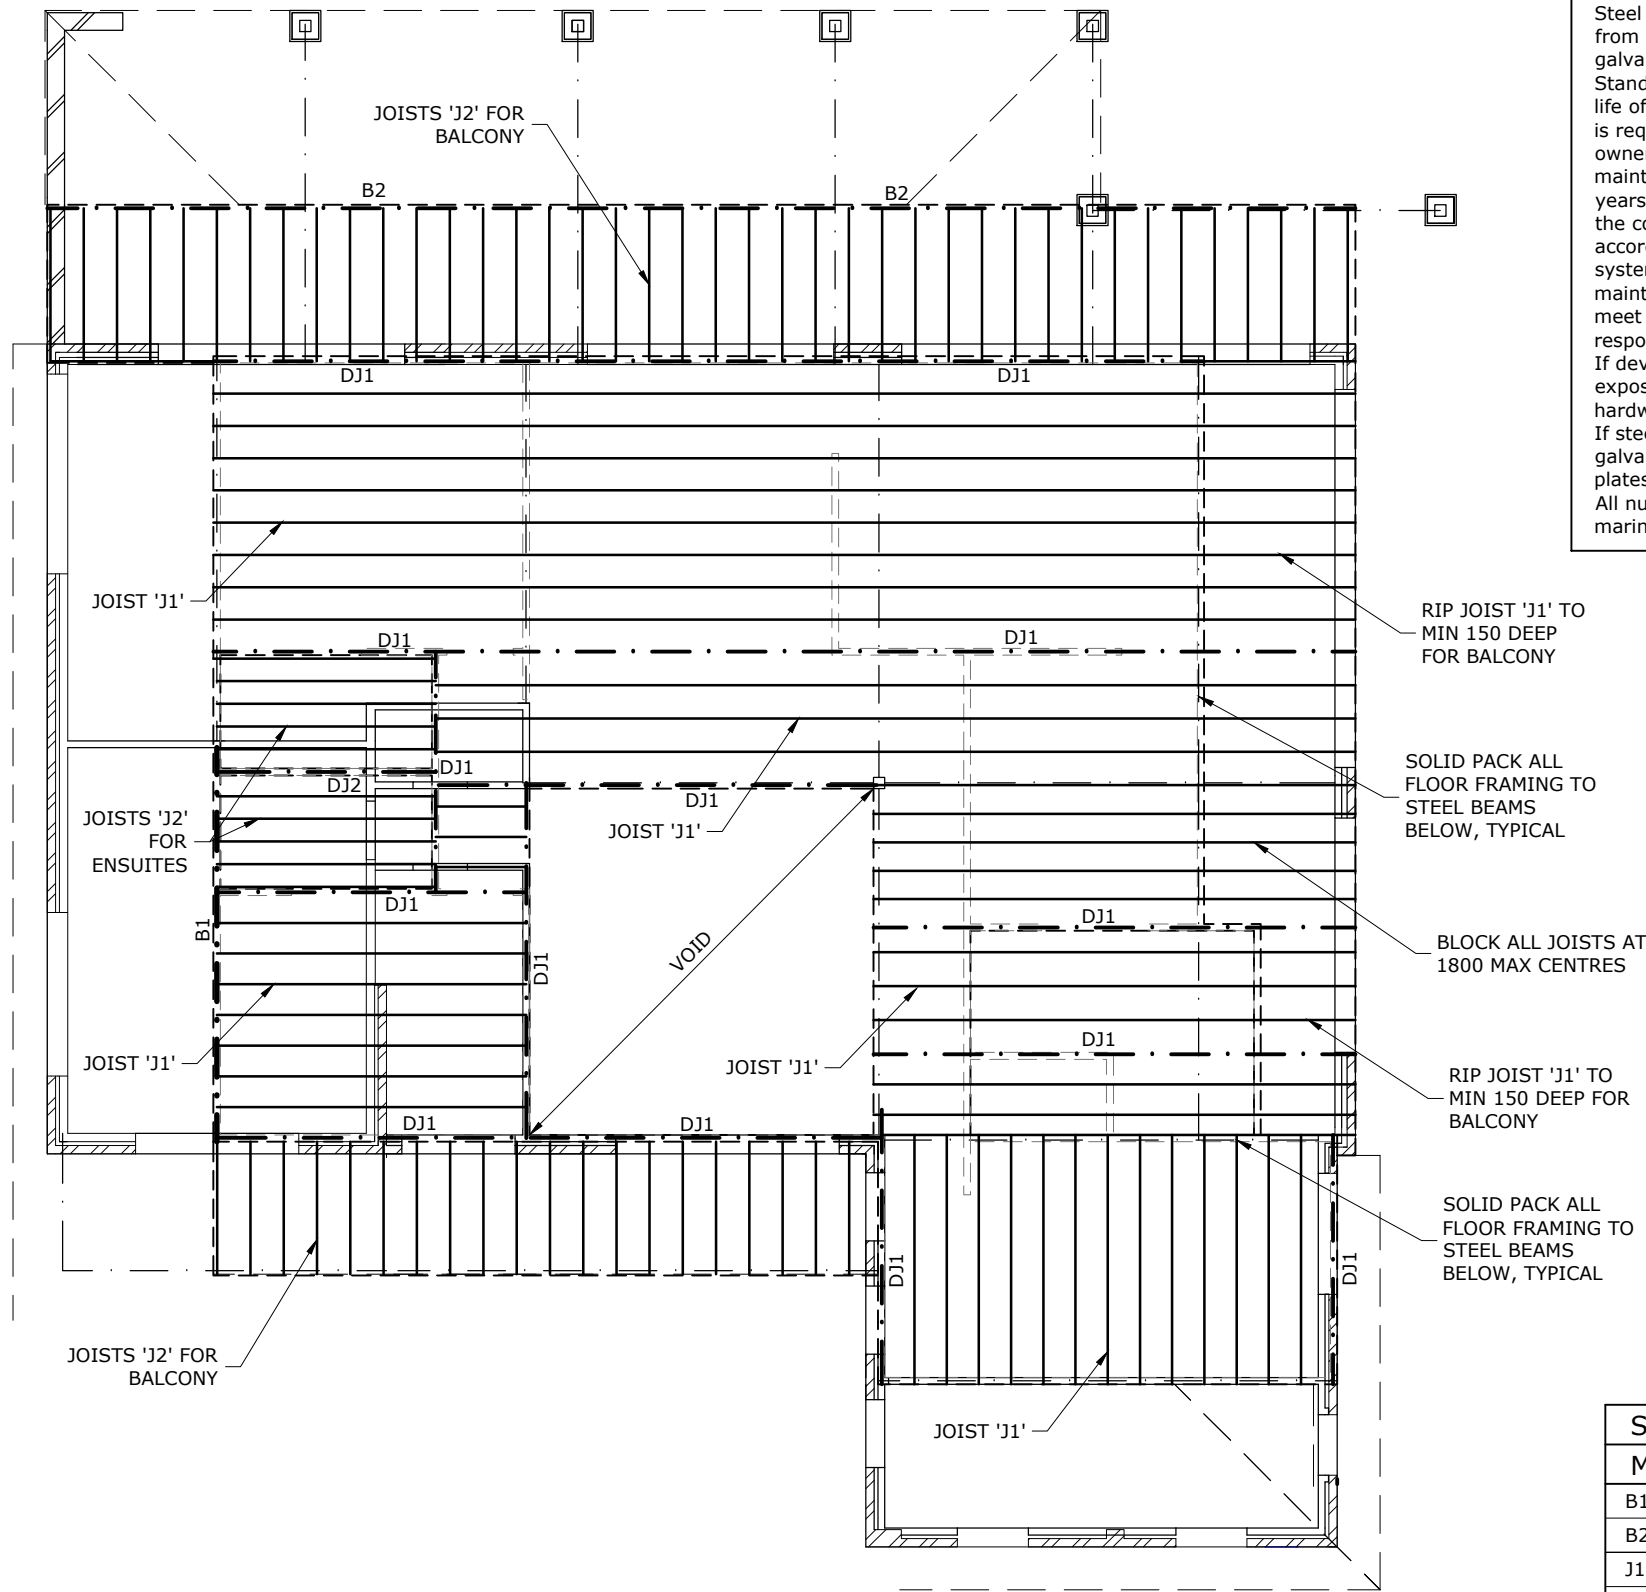 Steel
from
galva
Stand
life of
is req
owner
maint
years
the co
accor
system
maint
meet
respo
If dev
expos
hardw
If stee
galva
plates
All nu
marin
JOISTS 'J2' FOR
BALCONY
B2
B2
DJ1
DJ1
JOIST 'J1'
RIP JOIST 'J1' TO
MIN 150 DEEP
FOR BALCONY
DJ1
DJ1
DJ1
DJ2
DJ1
JOISTS 'J2'
FOR
ENSUITES
JOIST 'J1'
SOLID PACK ALL
FLOOR FRAMING TO
STEEL BEAMS
BELOW, TYPICAL
DJ1
B1
DJ1
VOID
DJ1
BLOCK ALL JOISTS AT
1800 MAX CENTRES
JOIST 'J1'
JOIST 'J1'
DJ1
RIP JOIST 'J1' TO
MIN 150 DEEP FOR
BALCONY
DJ1
DJ1
SOLID PACK ALL
FLOOR FRAMING TO
STEEL BEAMS
BELOW, TYPICAL
DJ1
DJ1
JOISTS 'J2' FOR
BALCONY
JOIST 'J1'
S
M
B1
B2
J1